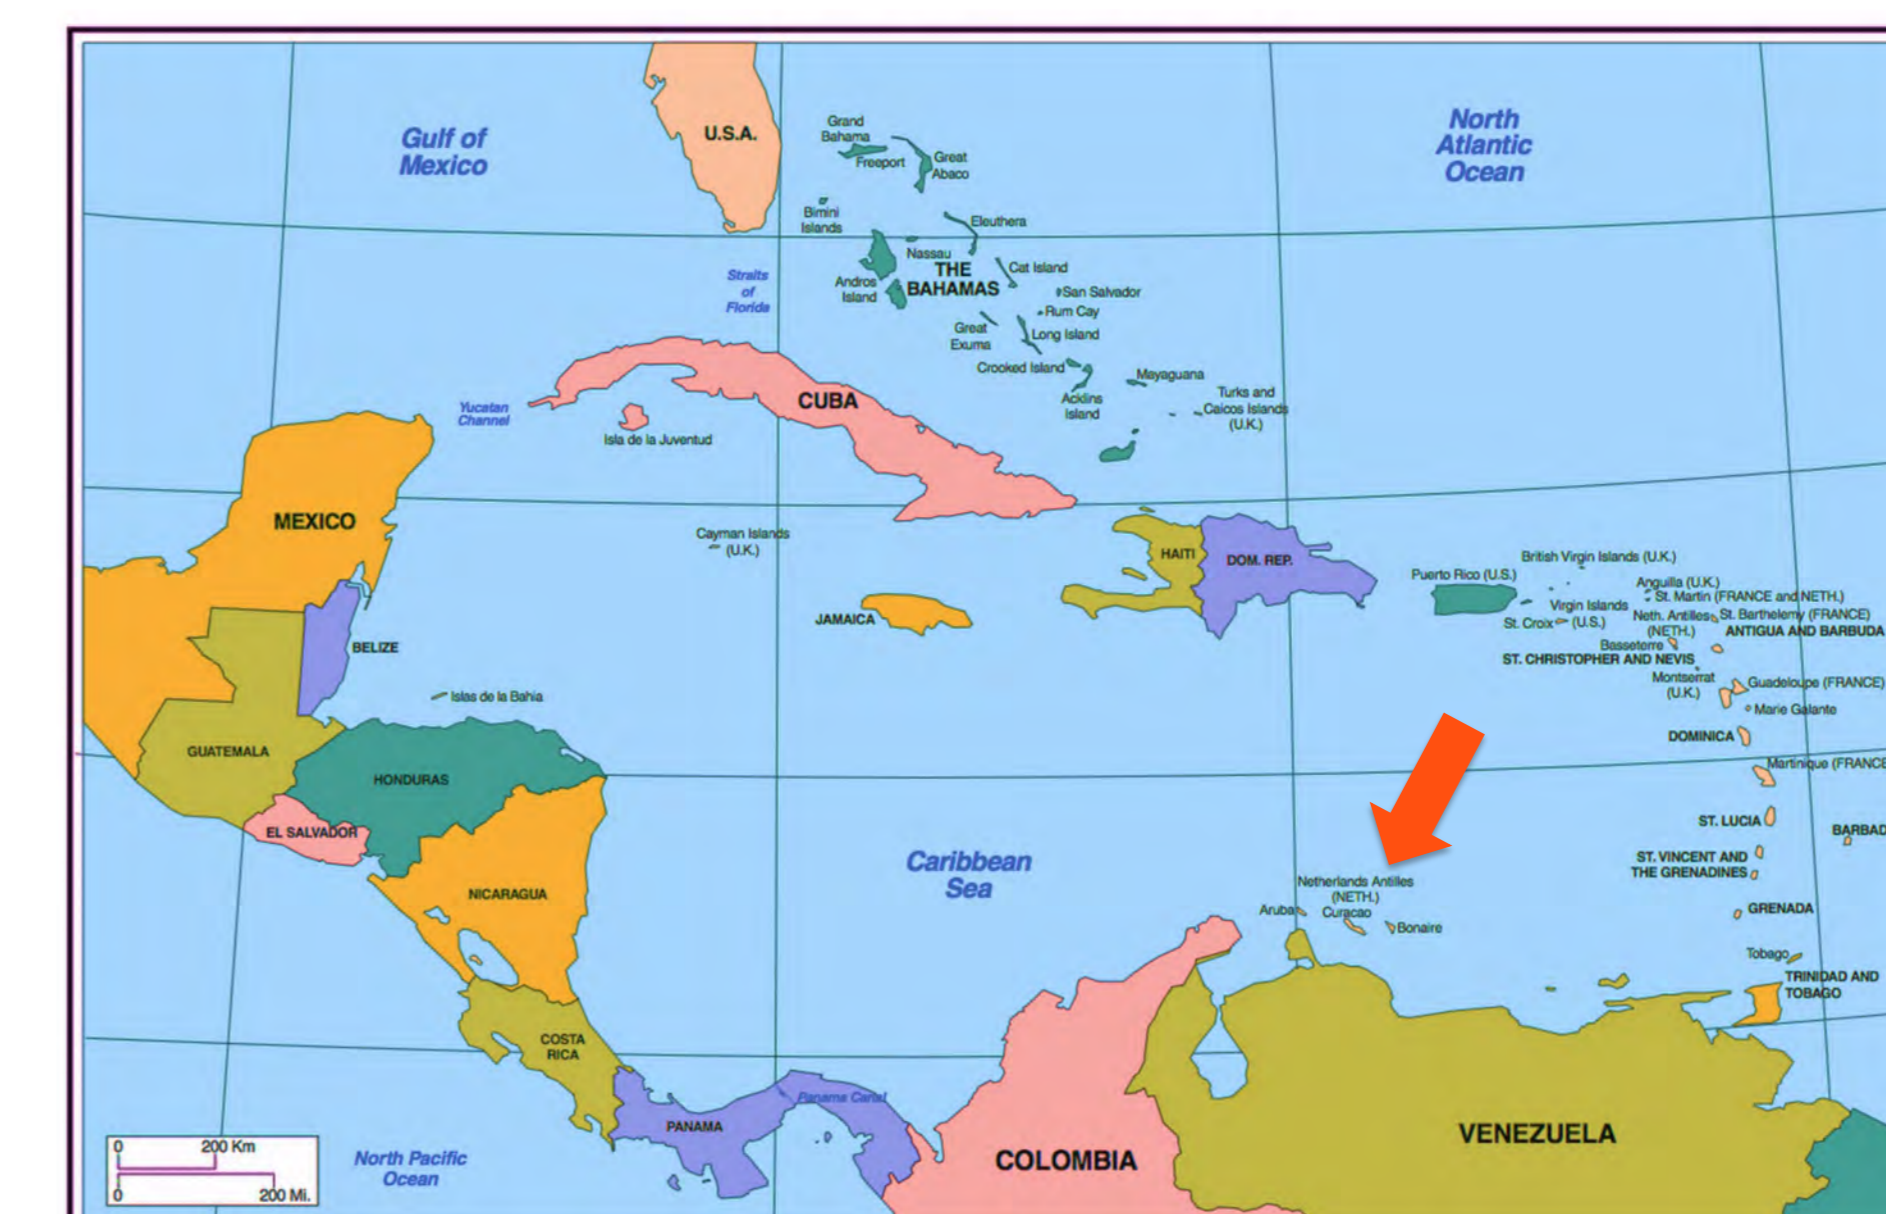 Gulf of
Mexico
U.S.A.
Grand
Bahama
Freeport
Great
Abaco
North
Atlantic
Ocean
Bimini
Islands
Eleuthera
Nassau
THE
BAHAMAS
Andros
Island
Cat Island
San Salvador
Rum Cay
Long Island
Great
Exuma
Straits
of
Florida
Crooked Island
Mayaguana
Acklins
Island
Turks and
Caicos Islands
(U.K.)
Yucatan
Channel
CUBA
Isla de la Juventud
MEXICO
Cayman Islands
(U.K.)
HAITI
DOM. REP.
JAMAICA
Puerto Rico (U.S.)
British Virgin Islands (U.K.)
Anguilla (U.K.)
St. Martin (FRANCE and NETH.)
Virgin Islands
(U.S.)
St. Croix
Neth. Antilles
(NETH.)
St. Barthelemy (FRANCE)
ANTIGUA AND BARBUDA
Basseterre
ST. CHRISTOPHER AND NEVIS
Montserrat
(U.K.)
Guadeloupe (FRANCE)
Marie Galante
BELIZE
Islas de la Bahia
GUATEMALA
HONDURAS
DOMINICA
Martinique (FRANCE
EL SALVADOR
ST. LUCIA
BARBAD
NICARAGUA
Caribbean
Sea
ST. VINCENT AND
THE GRENADINES
Netherlands Antilles
(NETH.)
Aruba
Curacao
Bonaire
GRENADA
Tobago
TRINIDAD AND
TOBAGO
COSTA
RICA
Panama Canal
PANAMA
COLOMBIA
VENEZUELA
North Pacific
Ocean
0 200 Km
0 200 Mi.